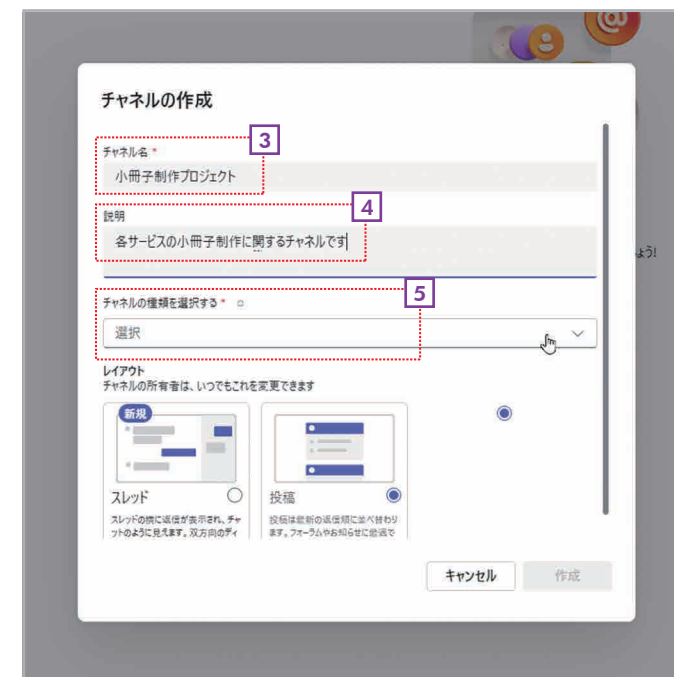 チャネルの作成
3
チャネル名 *
小冊子制作プロジェクト
4
説明
各サービスの小冊子制作に関するチャネルです
ょう!
5
チャネルの種類を選択する *
選択
レイアウト
チャネルの所有者は、いつでもこれを変更できます
新規
スレッド
スレッドの横に返信が表示され、チャ
ットのように見えます。双方向のディ
投稿
投稿は最新の返信順に並べ替わり
ます。フォーラムやお知らせに最適で
キャンセル
作成